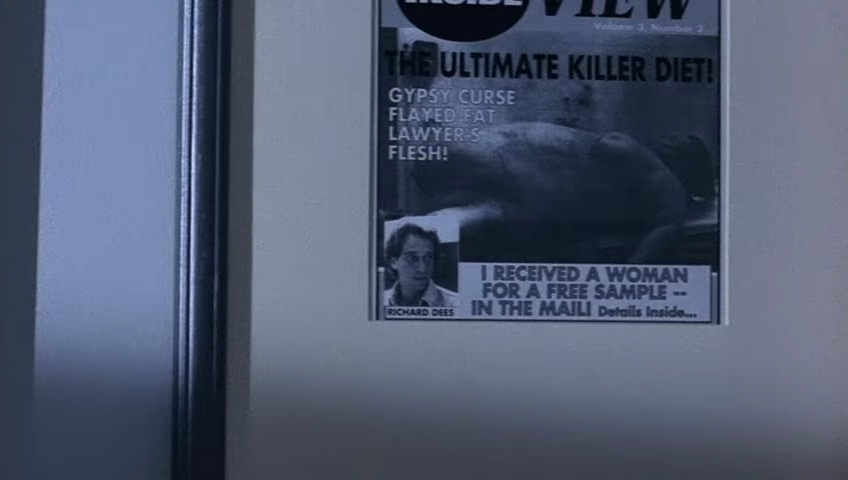 INSIDE VIEW
Volume 3, Number 2
THE ULTIMATE KILLER DIET!
GYPSY CURSE
FLAYED FAT
LAWYER'S
FLESH!
RICHARD DEES
I RECEIVED A WOMAN
FOR A FREE SAMPLE --
IN THE MAIL! Details Inside...